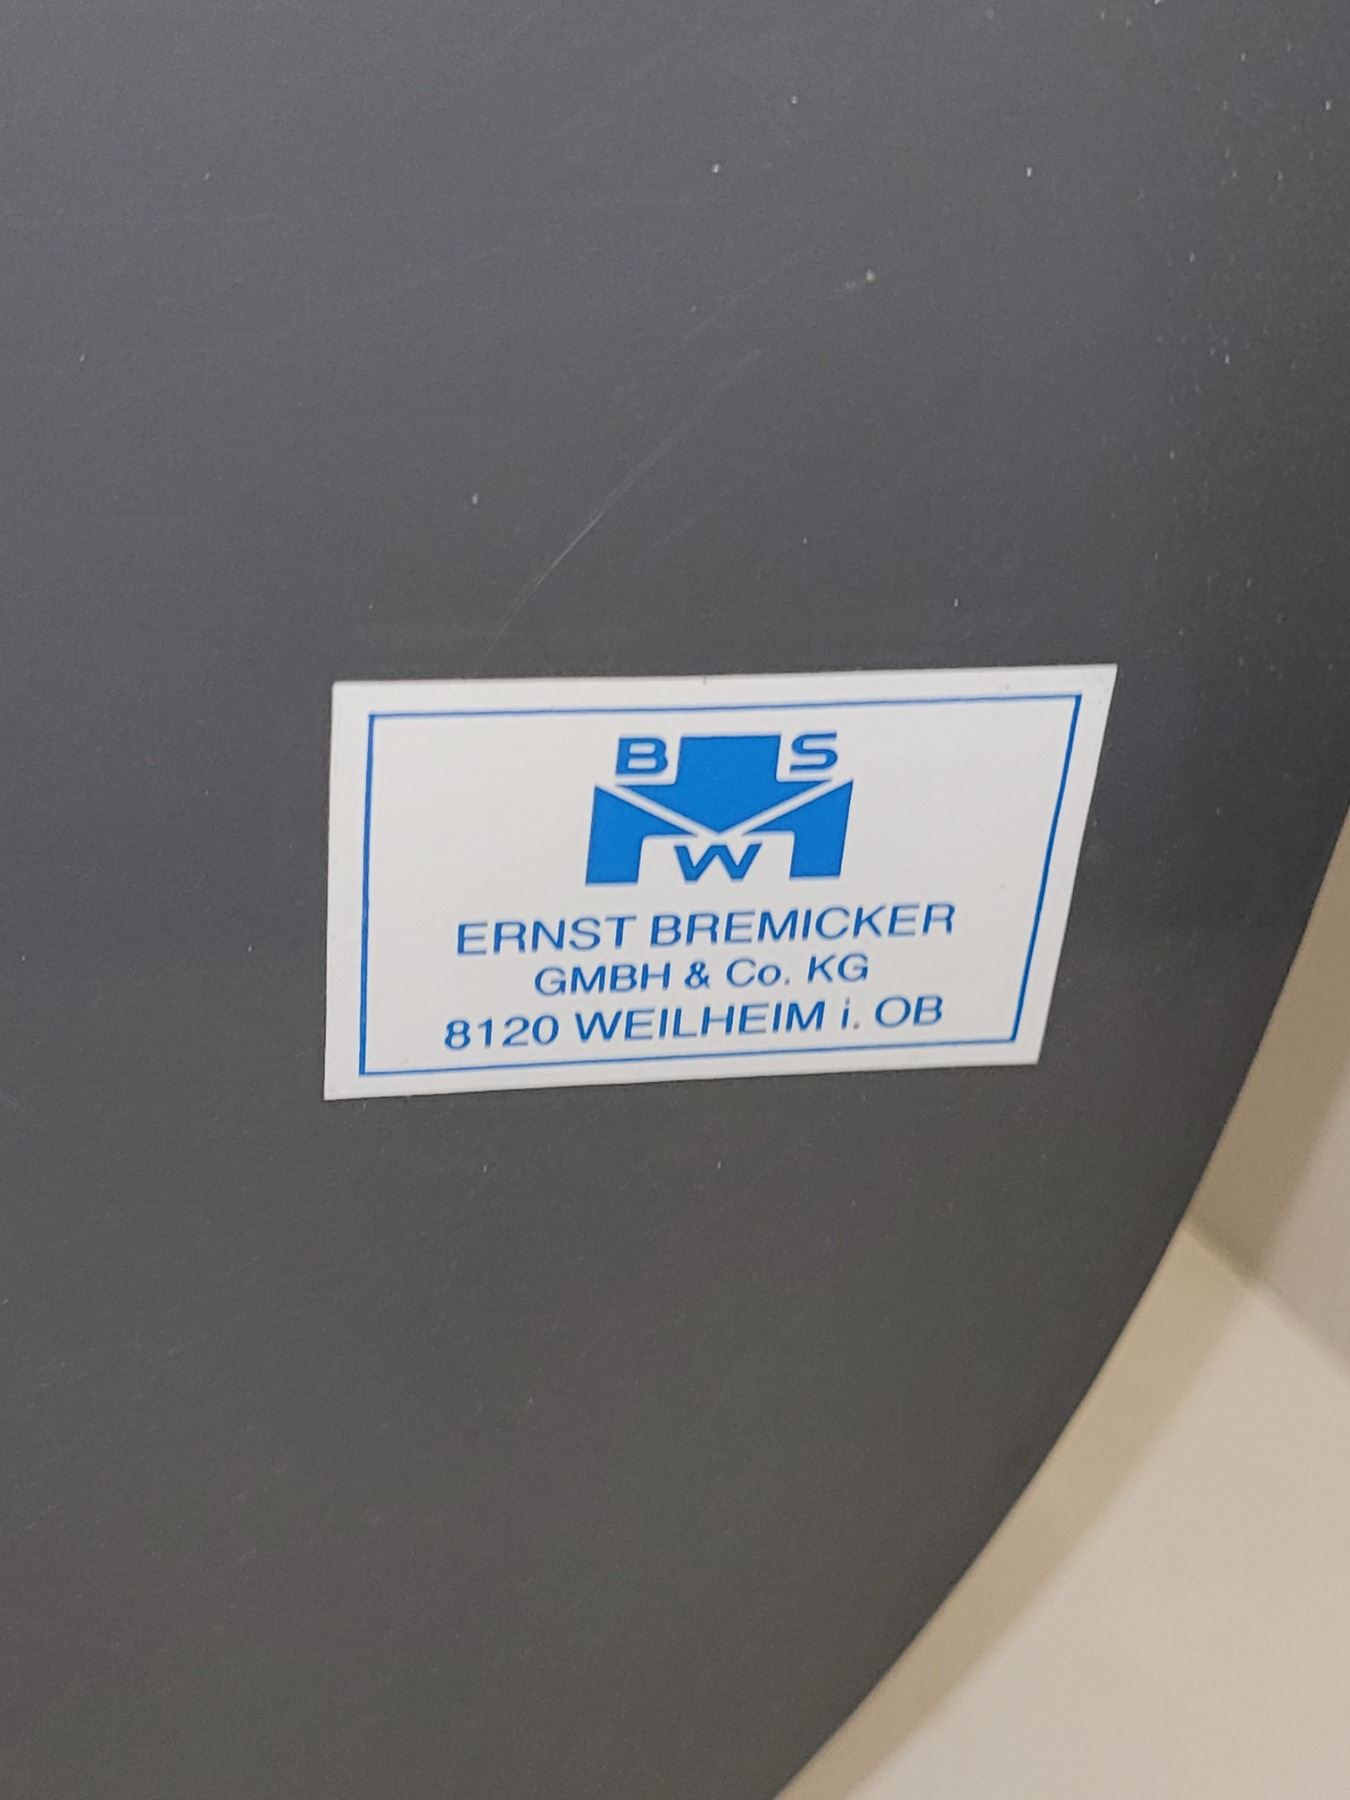 B S
W
ERNST BREMICKER
GMBH & Co. KG
8120 WEILHEIM i. OB